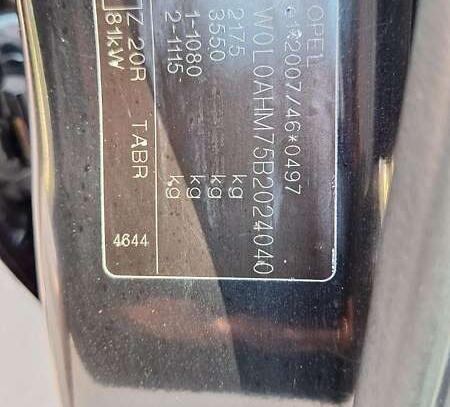 OPEL
e1*2007/46*0497
W0L0AHM75B2024040
2175 kg
3550 kg
1-1080 kg
2-1115 kg
Z 20R TABR
81kW 4644